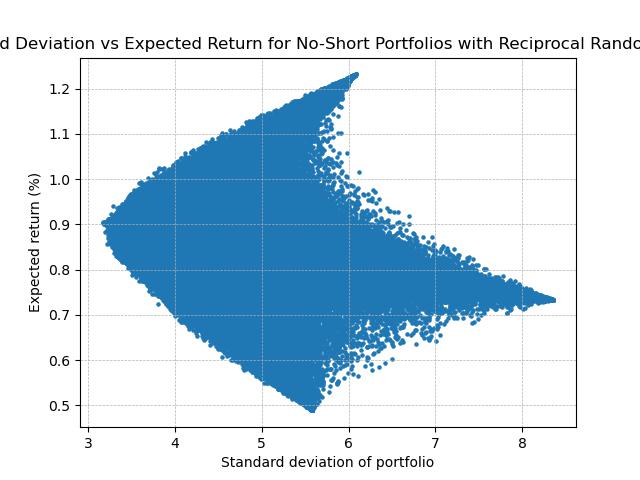 d Deviation vs Expected Return for No-Short Portfolios with Reciprocal Rando
1.2
1.1
1.0
0.9
0.8
0.7
0.6
0.5
Expected return (%)
3 4 5 6 7 8
Standard deviation of portfolio